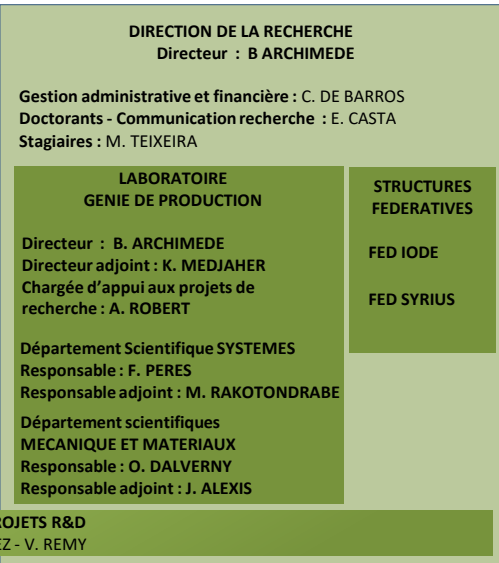 DIRECTION DE LA RECHERCHE
Directeur : B ARCHIMEDE
Gestion administrative et financière : C. DE BARROS
Doctorants - Communication recherche : E. CASTA
Stagiaires : M. TEIXEIRA
LABORATOIRE
GENIE DE PRODUCTION
Directeur : B. ARCHIMEDE
Directeur adjoint : K. MEDJAHER
Chargée d'appui aux projets de
recherche : A. ROBERT
Département Scientifique SYSTEMES
Responsable : F. PERES
Responsable adjoint : M. RAKOTONDRABE
Département scientifiques
MECANIQUE ET MATERIAUX
Responsable : O. DALVERNY
Responsable adjoint : J. ALEXIS
STRUCTURES
FEDERATIVES
FED IODE
FED SYRIUS
R&D
- V. REMY